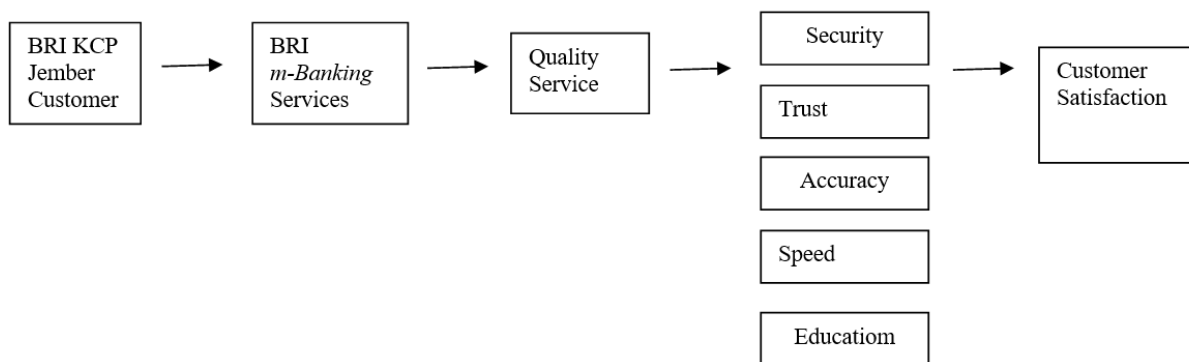 BRI KCP
Jember
Customer
BRI
m-Banking
Services
Quality
Service
Security
Trust
Accuracy
Speed
Educatiom
Customer
Satisfaction